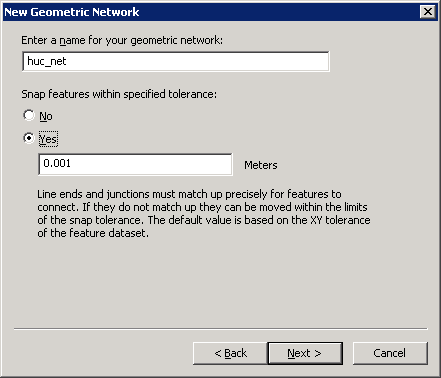 New Geometric Network
Enter a name for your geometric network:
huc_net
Snap features within specified tolerance:
No
Yes
0.001 Meters
Line ends and junctions must match up precisely for features to
connect. If they do not match up they can be moved within the limits
of the snap tolerance. The default value is based on the XY tolerance
of the feature dataset.
< Back Next > Cancel